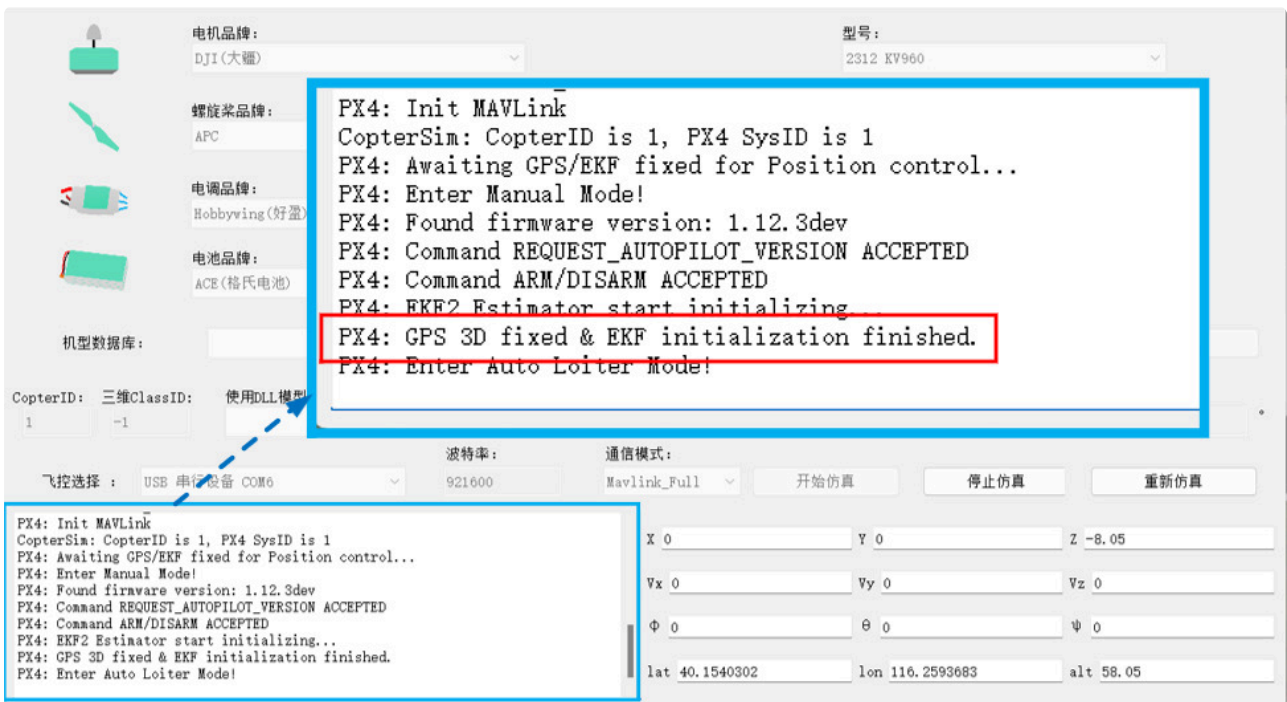 电机品牌：
型号：
DJI(大疆)
2312 KV960
螺旋桨品牌：
APC
电调品牌：
Hobbywing(好盈)
电池品牌：
ACE(格氏电池)
PX4: Init MAVLink
CopterSim: CopterID is 1, PX4 SysID is 1
PX4: Awaiting GPS/EKF fixed for Position control...
PX4: Enter Manual Mode!
PX4: Found firmware version: 1.12.3dev
PX4: Command REQUEST_AUTOPILOT_VERSION ACCEPTED
PX4: Command ARM/DISARM ACCEPTED
PX4: EKF2 Estimator start initializing...
PX4: GPS 3D fixed & EKF initialization finished.
PX4: Enter Auto Loiter Mode!
机型数据库：
CopterID: 三维ClassID: 使用DLL模型
1 -1 °
波特率： 通信模式：
飞控选择 ： USB 串行设备 COM6 921600 Mavlink_Full 开始仿真 停止仿真 重新仿真
PX4: Init MAVLink
CopterSim: CopterID is 1, PX4 SysID is 1
PX4: Awaiting GPS/EKF fixed for Position control...
PX4: Enter Manual Mode!
PX4: Found firmware version: 1.12.3dev
PX4: Command REQUEST_AUTOPILOT_VERSION ACCEPTED
PX4: Command ARM/DISARM ACCEPTED
PX4: EKF2 Estimator start initializing...
PX4: GPS 3D fixed & EKF initialization finished.
PX4: Enter Auto Loiter Mode!
X 0 Y 0 Z -8.05
Vx 0 Vy 0 Vz 0
Φ 0 θ 0 ψ 0
lat 40.1540302 lon 116.2593683 alt 58.05